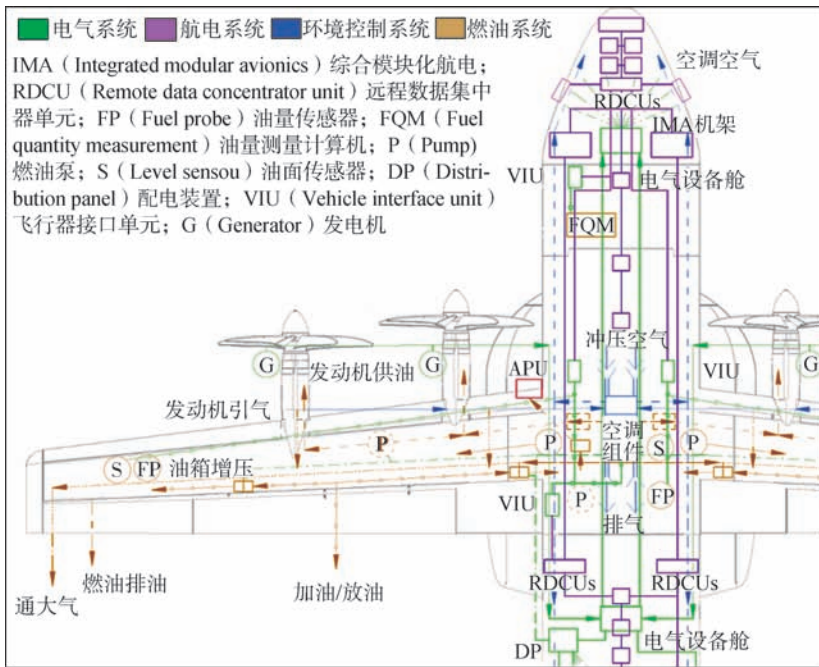 电气系统 航电系统 环境控制系统 燃油系统
IMA（Integrated modular avionics）综合模块化航电；
RDCU（Remote data concentrator unit）远程数据集中
器单元；FP（Fuel probe）油量传感器；FQM（Fuel
quantity measurement）油量测量计算机；P（Pump）
燃油泵；S（Level sensou）油面传感器；DP（Distri-
bution panel）配电装置；VIU（Vehicle interface unit）
飞行器接口单元；G（Generator）发电机
空调空气
RDCUs
IMA机架
VIU
电气设备舱
FQM
冲压空气
G
发动机供油
G
APU
VIU
G
发动机引气
P
P
空调
组件
S
P
S
FP
油箱增压
VIU
P
FP
排气
燃油排油
通大气
加油/放油
RDCUs
RDCUs
DP
电气设备舱